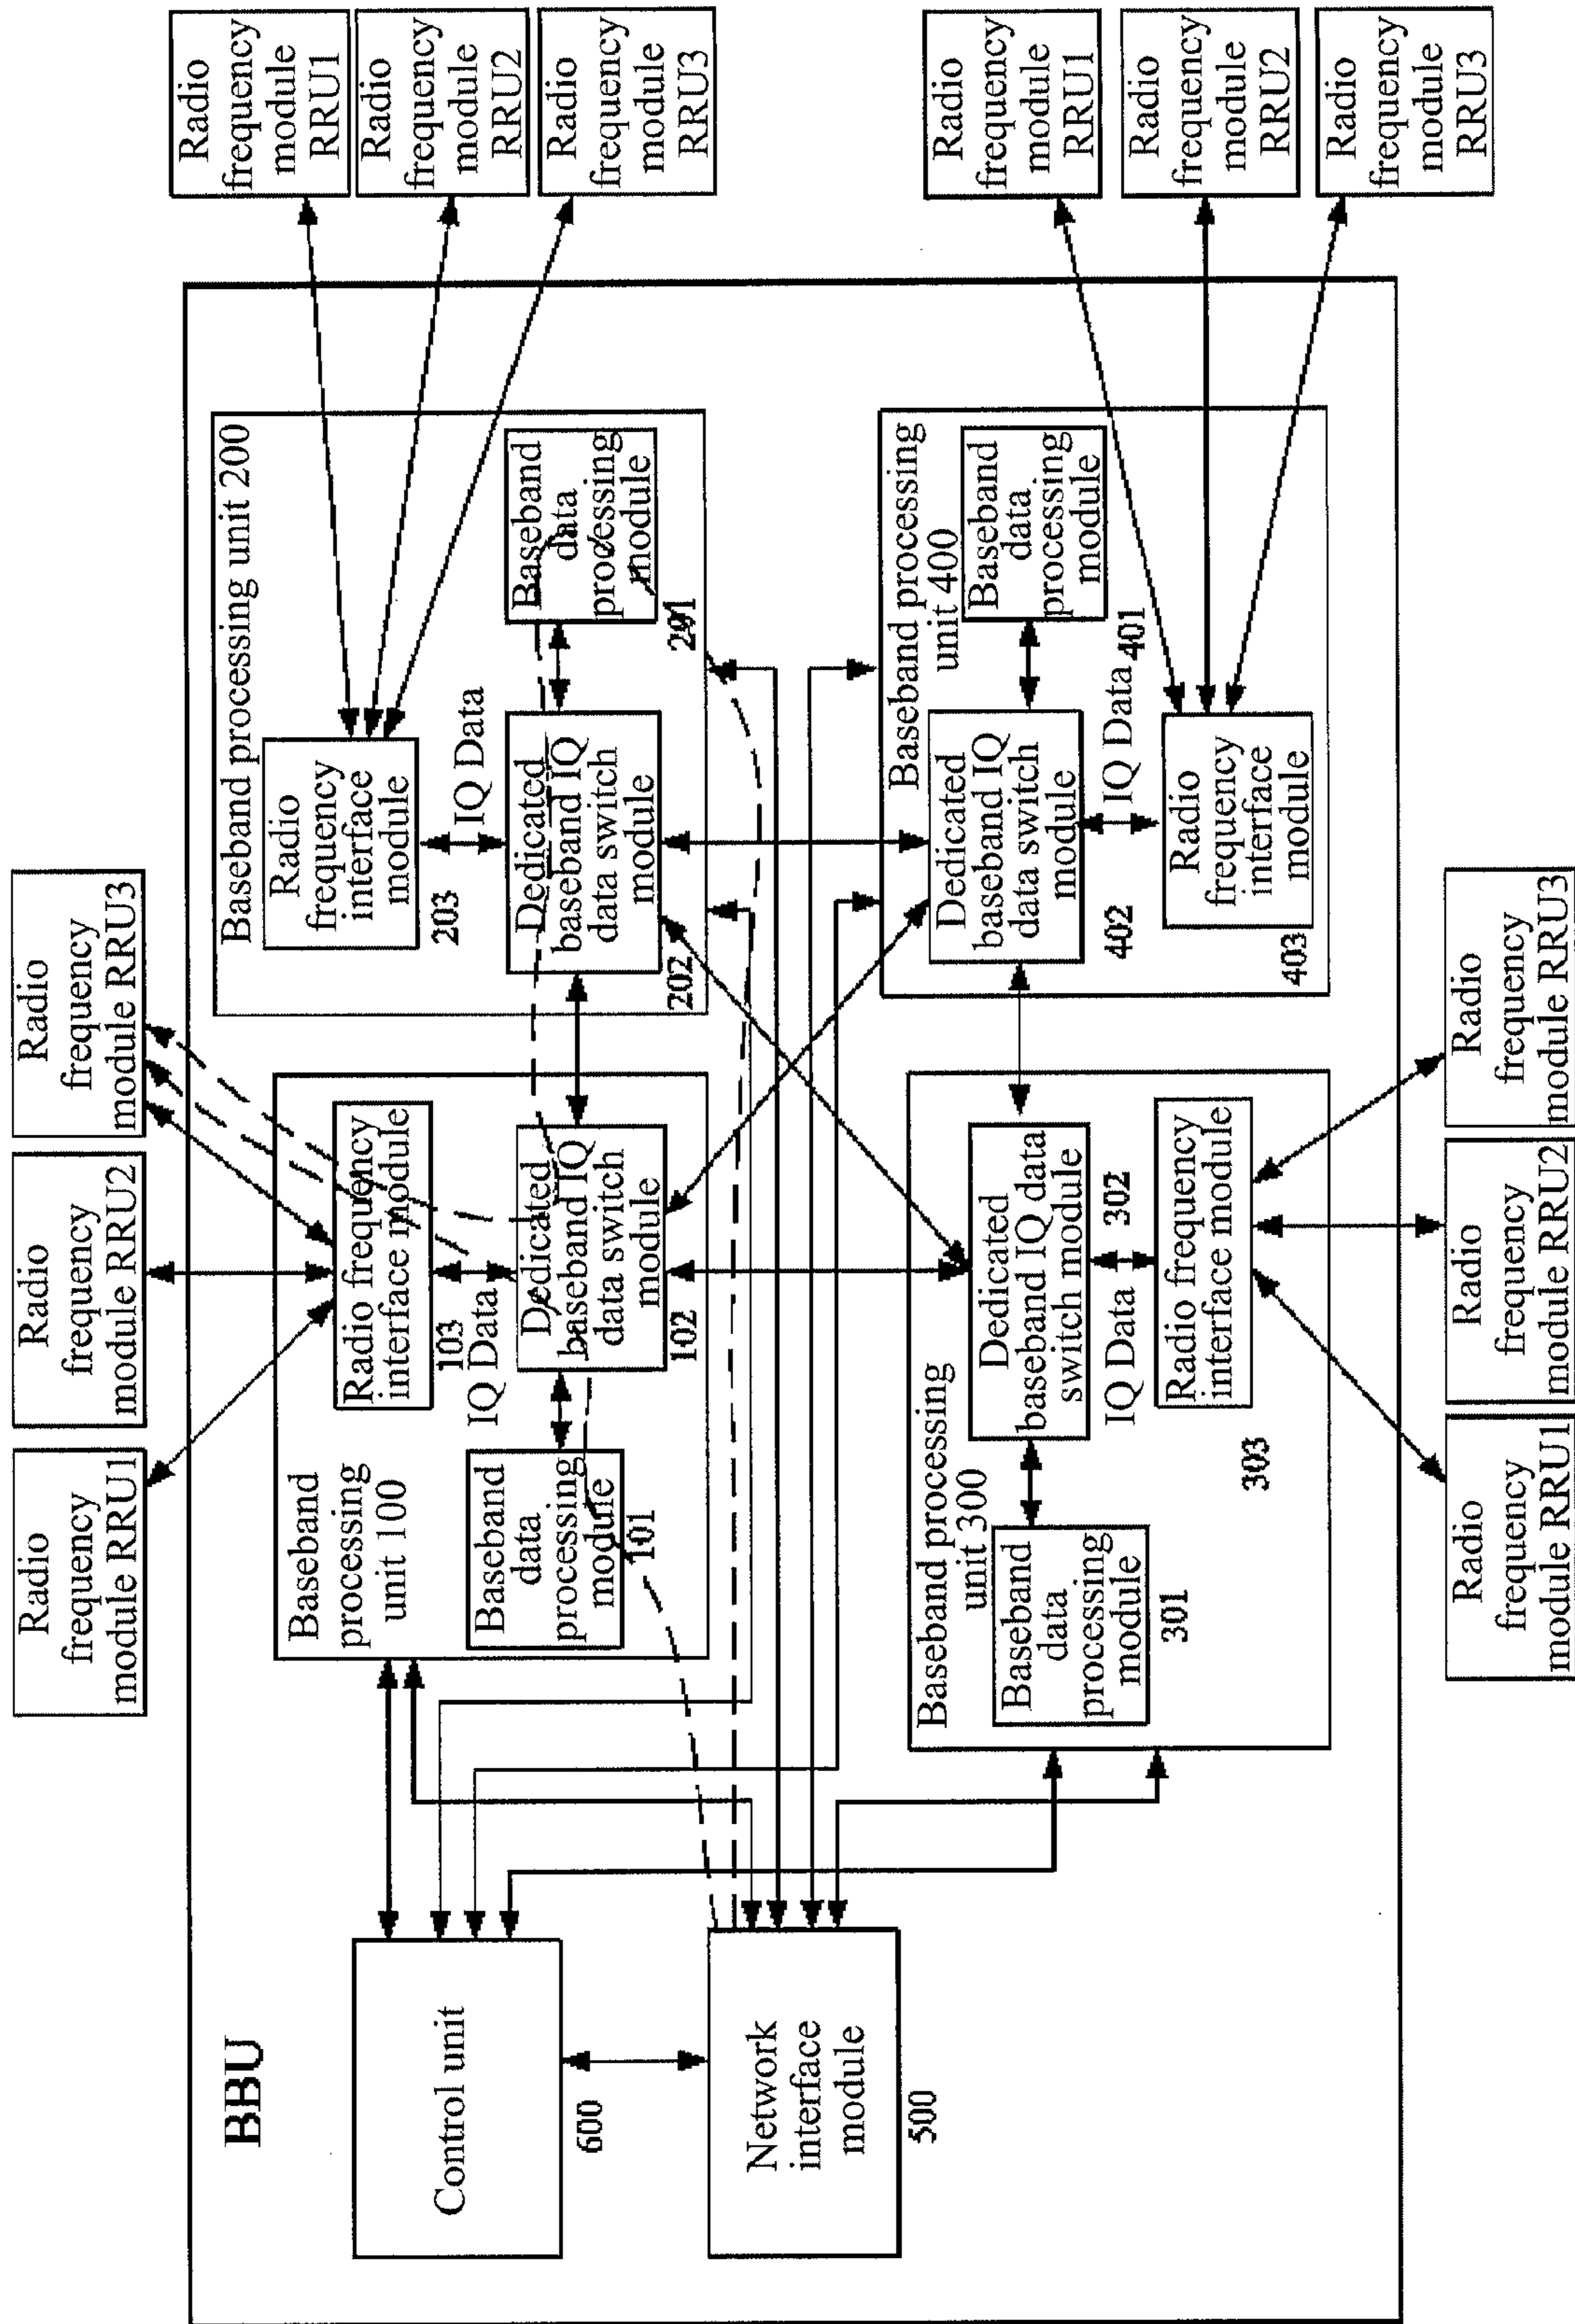 BBU
Control unit
600
Network
interface
module
500
Radio
frequency
module RRU1
Radio
frequency
module RRU2
Radio
frequency
module RRU3
Baseband
processing
unit 100
Radio frequency
interface module
103
IQ Data
Baseband
data
processing
module
101
Dedicated
baseband IQ
data switch
module
102
Baseband processing unit 200
Radio
frequency
interface
module
203
IQ Data
Dedicated
baseband IQ
data switch
module
202
Baseband
data
processing
module
201
Radio
frequency
module
RRU1
Radio
frequency
module
RRU2
Radio
frequency
module
RRU3
Baseband processing
unit 300
Baseband
data
processing
module
301
Dedicated
baseband IQ data
switch module
302
IQ Data
Radio frequency
interface module
303
Baseband processing
unit 400
Baseband
data
processing
module
401
Dedicated
baseband IQ
data switch
module
402
IQ Data
Radio
frequency
interface
module
403
Radio
frequency
module
RRU1
Radio
frequency
module
RRU2
Radio
frequency
module
RRU3
Radio
frequency
module RRU1
Radio
frequency
module RRU2
Radio
frequency
module RRU3